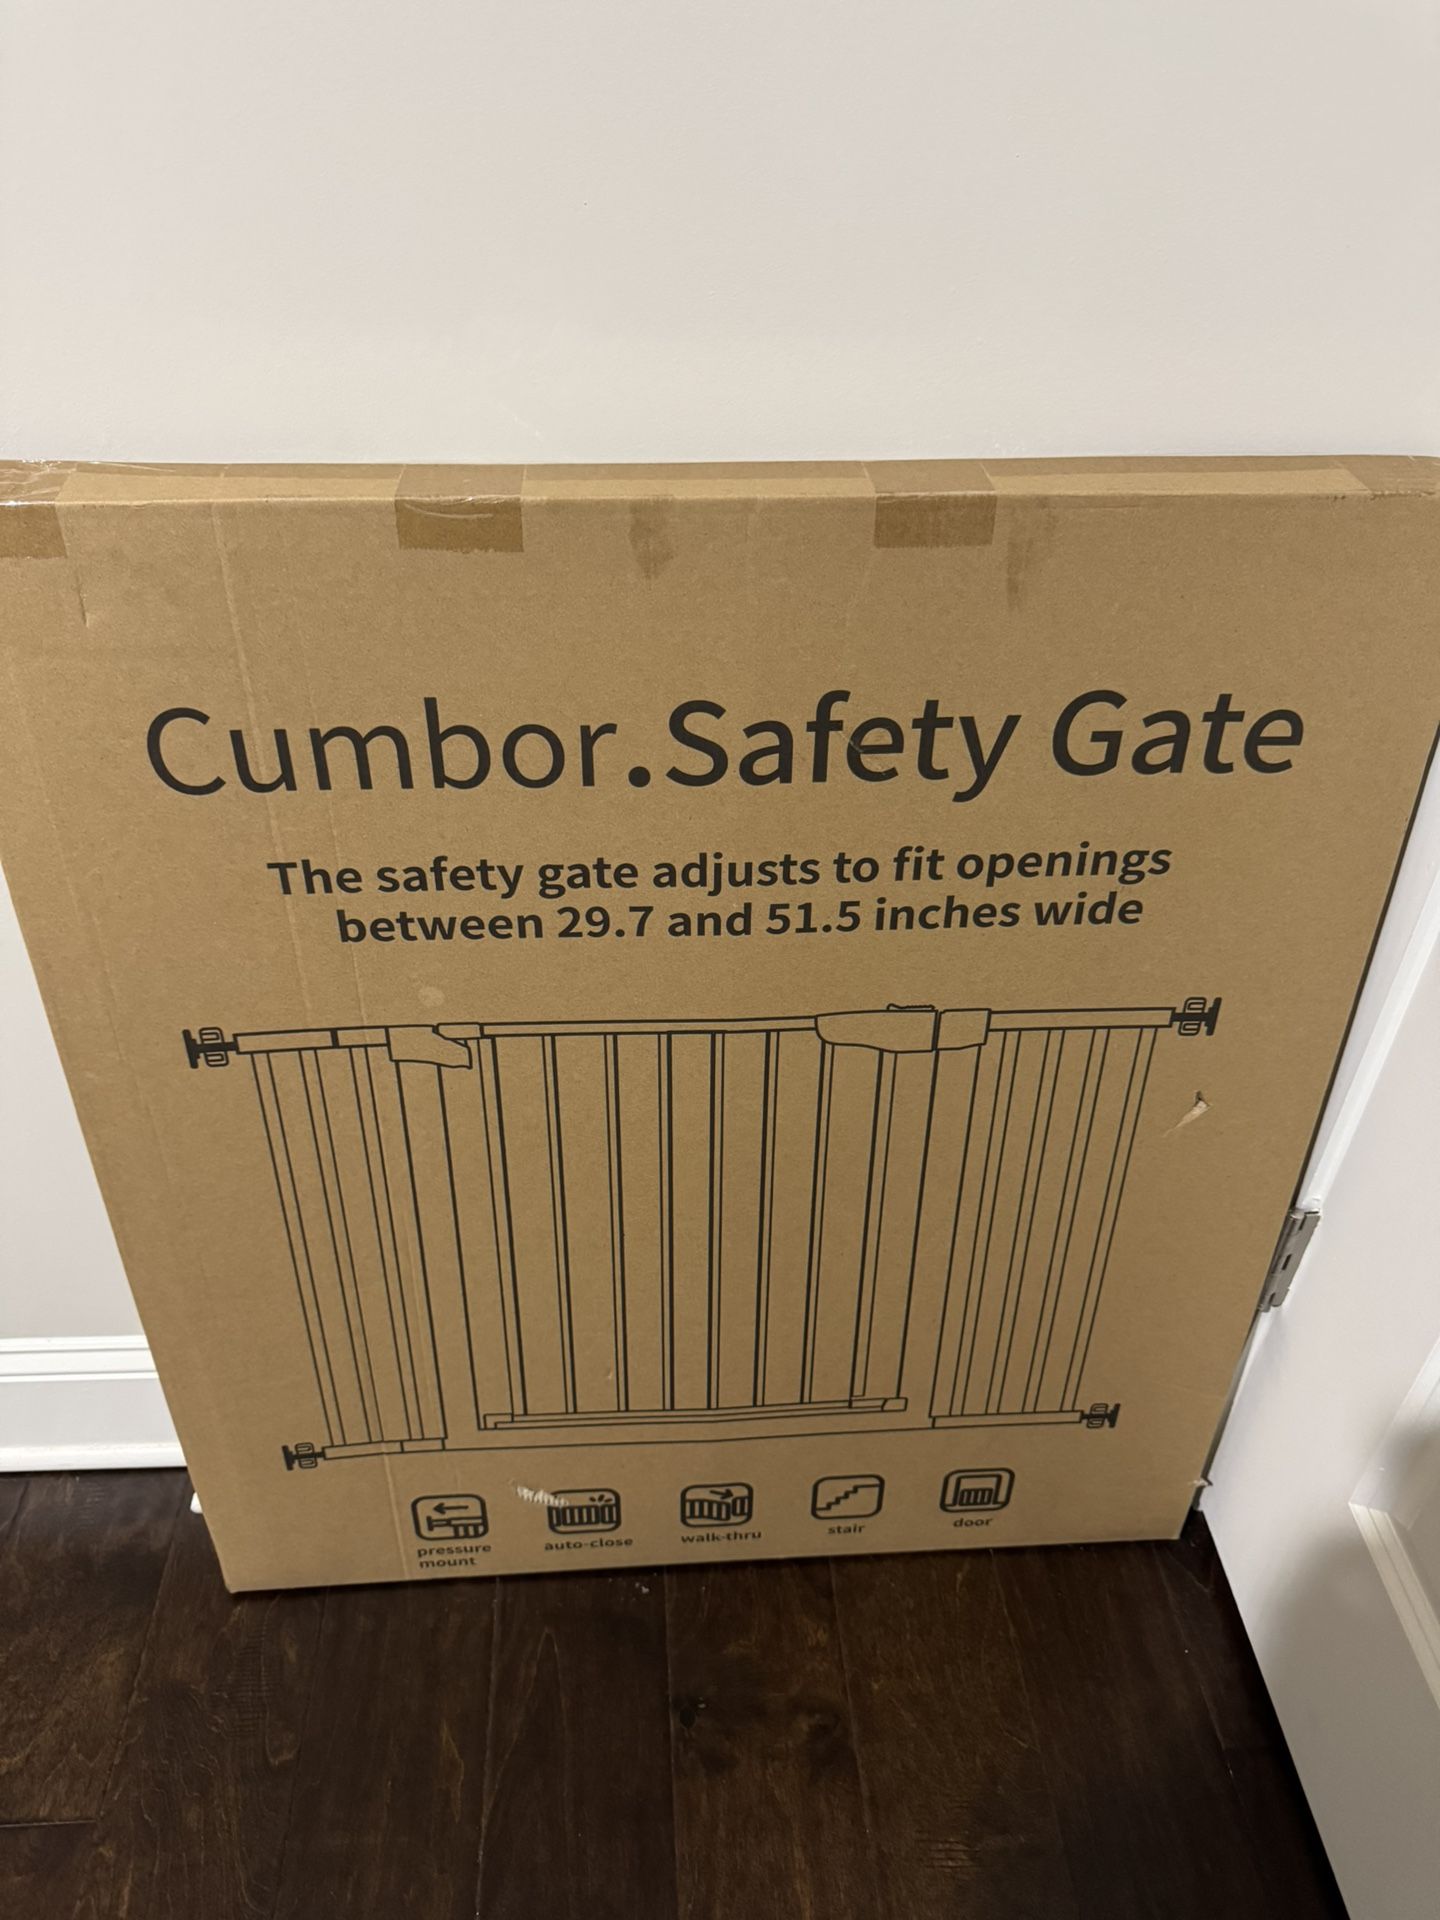 Cumbor.Safety Gate
The safety gate adjusts to fit openings
between 29.7 and 51.5 inches wide
pressure
mount
auto-close
walk-thru
stair
door